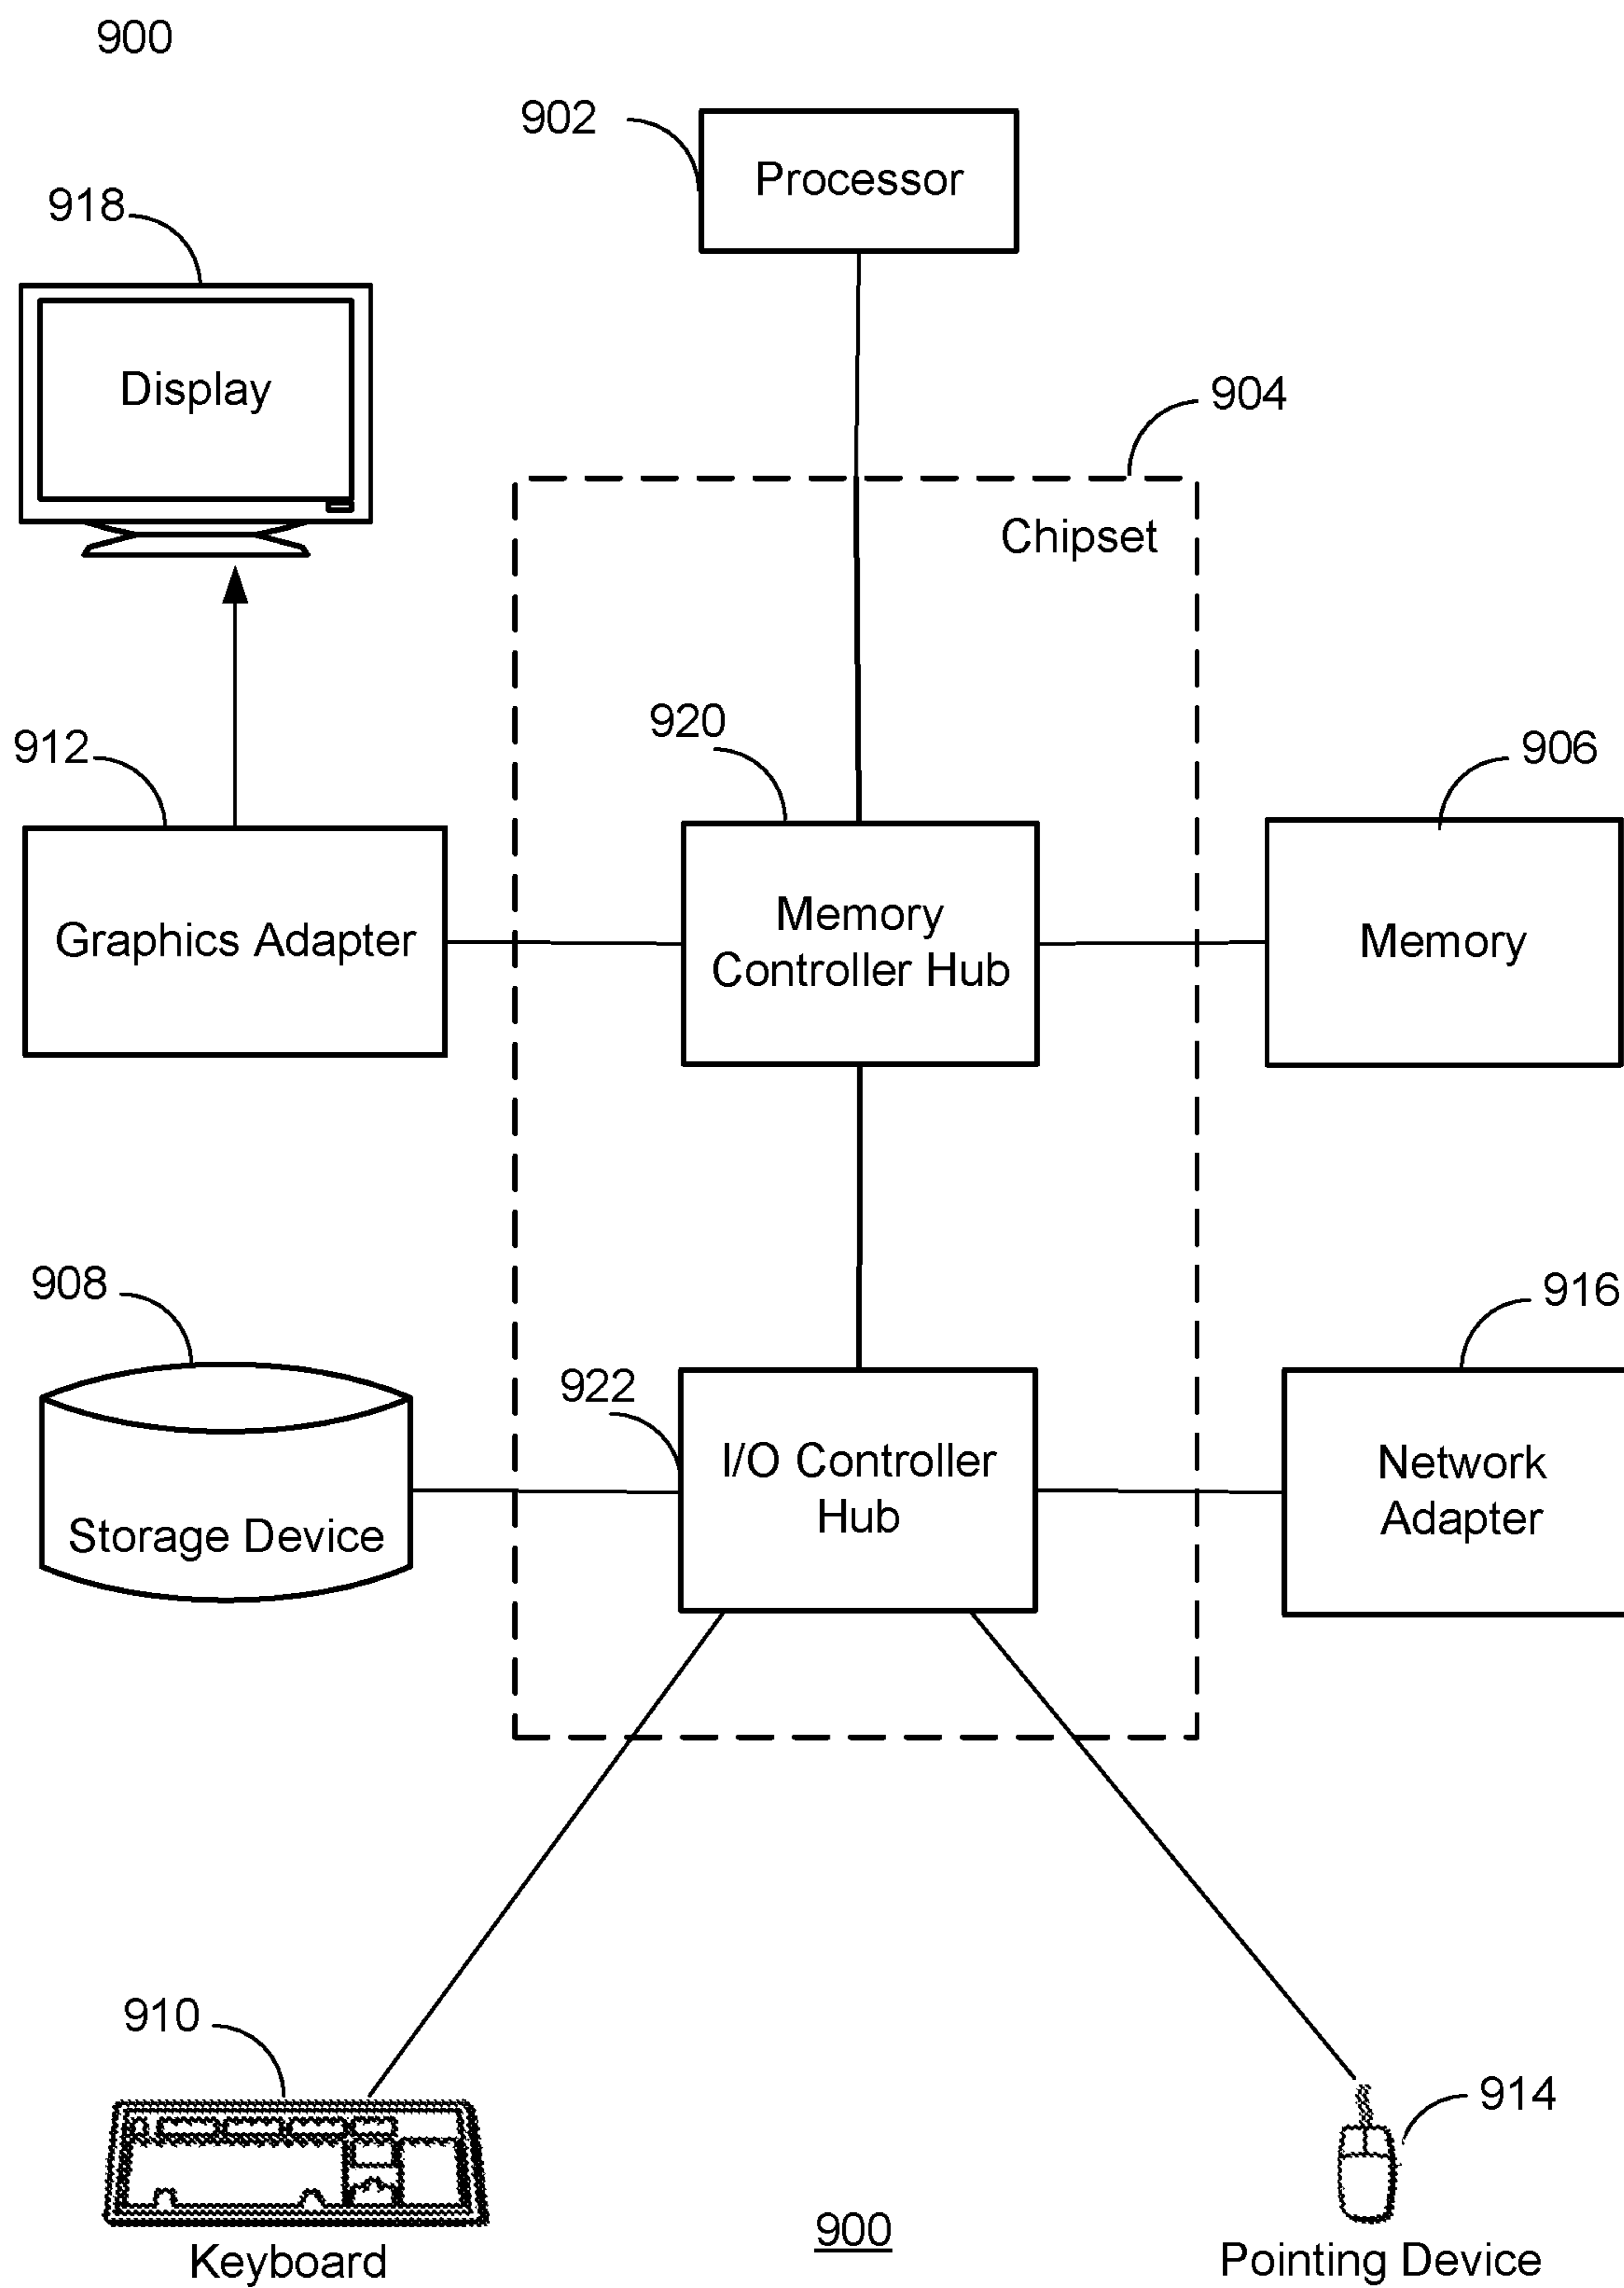 900
902
Processor
918
Display
904
Chipset
920
912
906
Graphics Adapter
Memory
Controller Hub
Memory
908
916
922
Storage Device
I/O Controller
Hub
Network
Adapter
910
914
900
Keyboard
Pointing Device